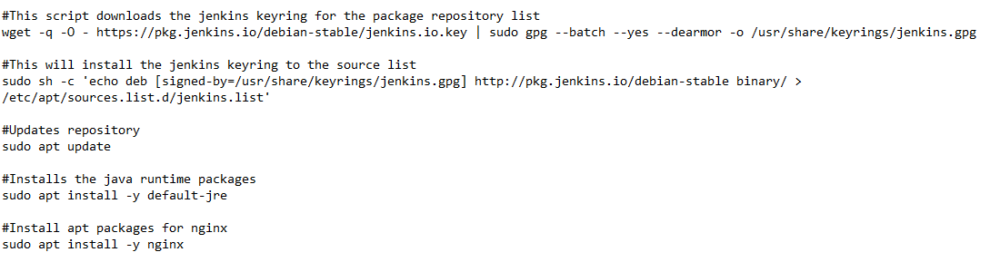 #This script downloads the jenkins keyring for the package repository list
wget -q -O - https://pkg.jenkins.io/debian-stable/jenkins.io.key | sudo gpg --batch --yes --dearmor -o /usr/share/keyrings/jenkins.gpg
#This will install the jenkins keyring to the source list
sudo sh -c 'echo deb [signed-by=/usr/share/keyrings/jenkins.gpg] http://pkg.jenkins.io/debian-stable binary/ >
/etc/apt/sources.list.d/jenkins.list'
#Updates repository
sudo apt update
#Installs the java runtime packages
sudo apt install -y default-jre
#Install apt packages for nginx
sudo apt install -y nginx